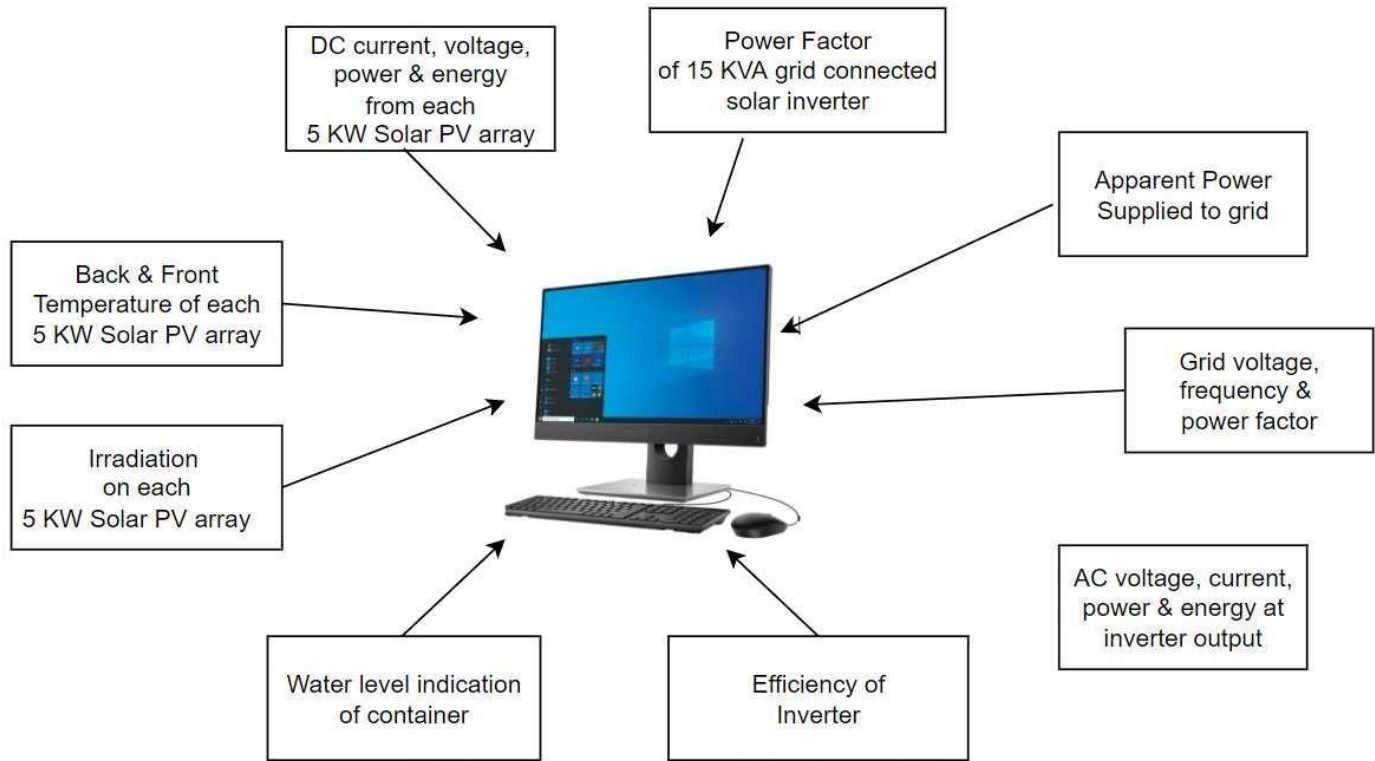 DC current, voltage,
power & energy
from each
5 KW Solar PV array
Power Factor
of 15 KVA grid connected
solar inverter
Apparent Power
Supplied to grid
Back & Front
Temperature of each
5 KW Solar PV array
Grid voltage,
frequency &
power factor
Irradiation
on each
5 KW Solar PV array
AC voltage, current,
power & energy at
inverter output
Water level indication
of container
Efficiency of
Inverter